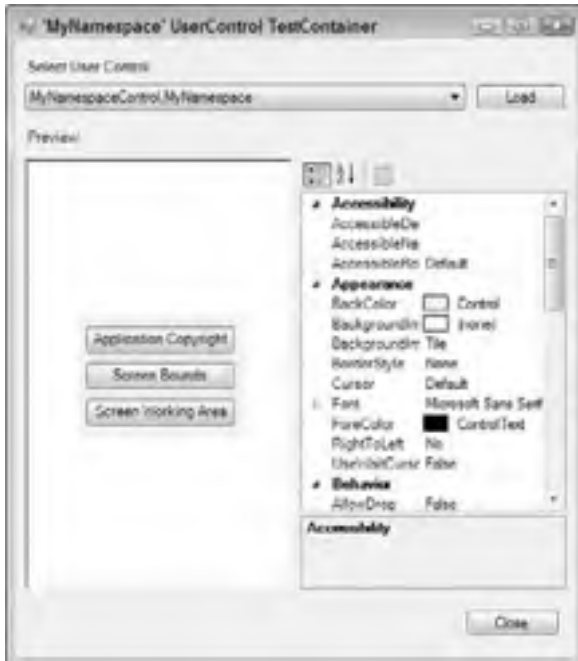 'MyNamespace' UserControl TestContainer
Select User Control:
MyNamespaceControl.MyNamespace
Load
Preview:
Accessibility
AccessibleDe
AccessibleNa
AccessibleRo Default
Appearance
BackColor Control
BackgroundIm (none)
BackgroundIm Tile
BorderStyle None
Cursor Default
Font Microsoft Sans Serif
ForeColor ControlText
RightToLeft No
UseWaitCurso False
Behavior
AllowDrop False
Application Copyright
Screen Bounds
Screen Working Area
Accessibility
Close